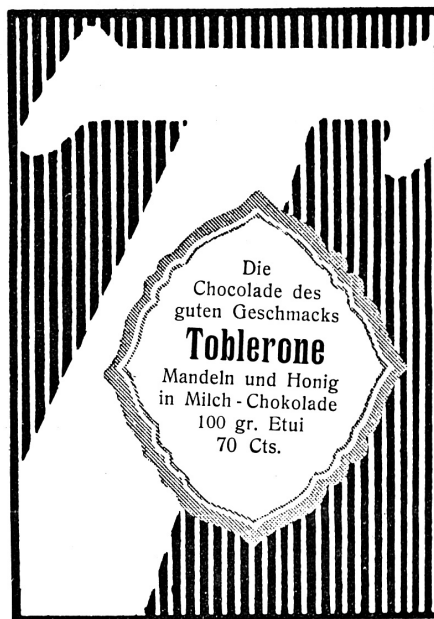 Die
Chocolade des
guten Geschmacks
Toblerone
Mandeln und Honig
in Milch - Chokolade
100 gr. Etui
70 Cts.